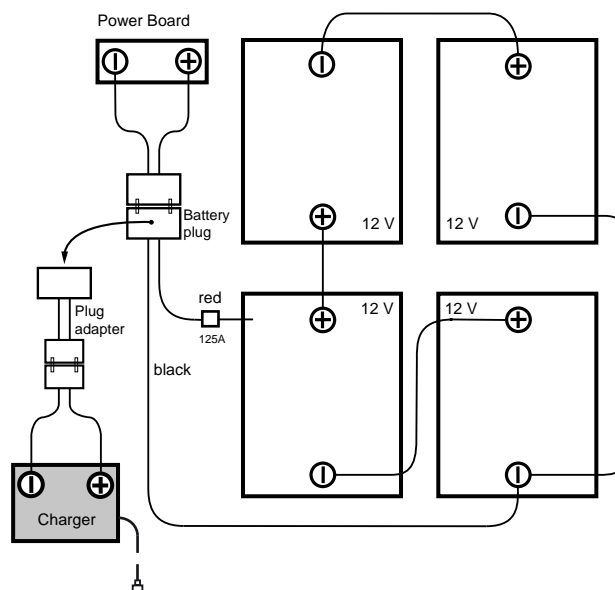 Power Board
12 V
12 V
Battery
plug
Plug
adapter
red
125A
12 V
12 V
black
Charger